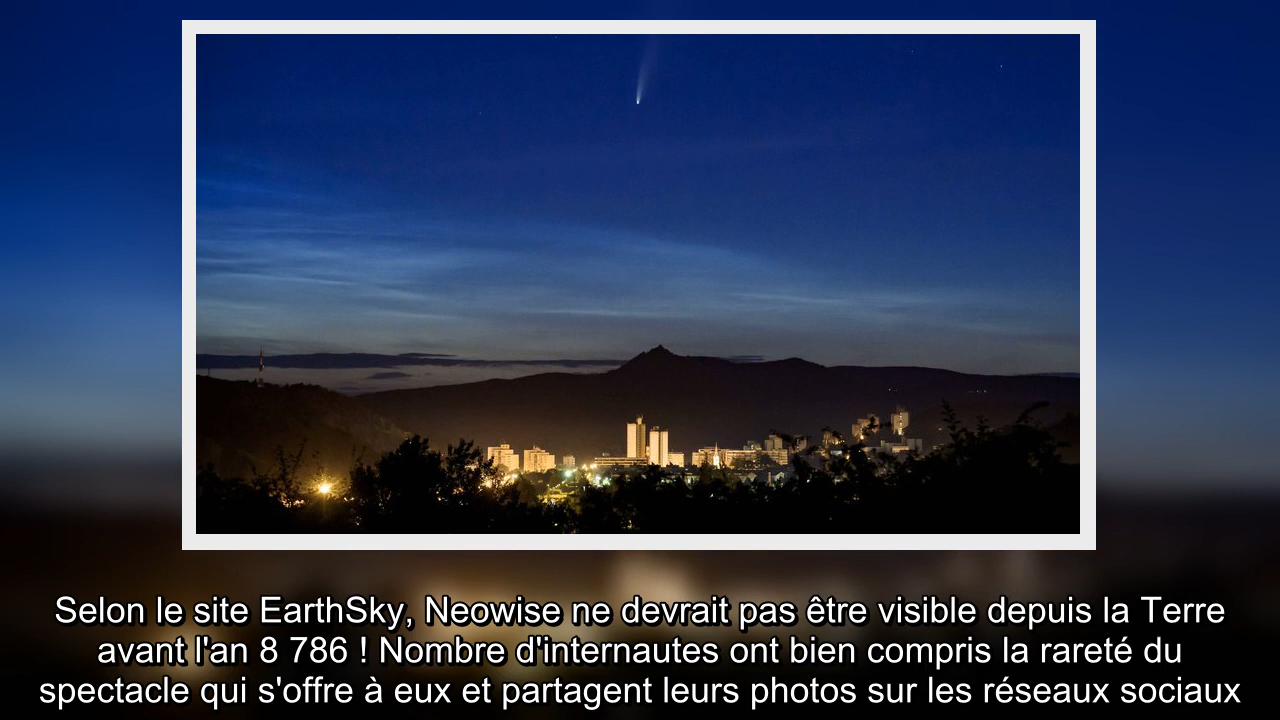 Selon le site EarthSky, Neowise ne devrait pas être visible depuis la Terre
avant l'an 8 786 ! Nombre d'internautes ont bien compris la rareté du
spectacle qui s'offre à eux et partagent leurs photos sur les réseaux sociaux